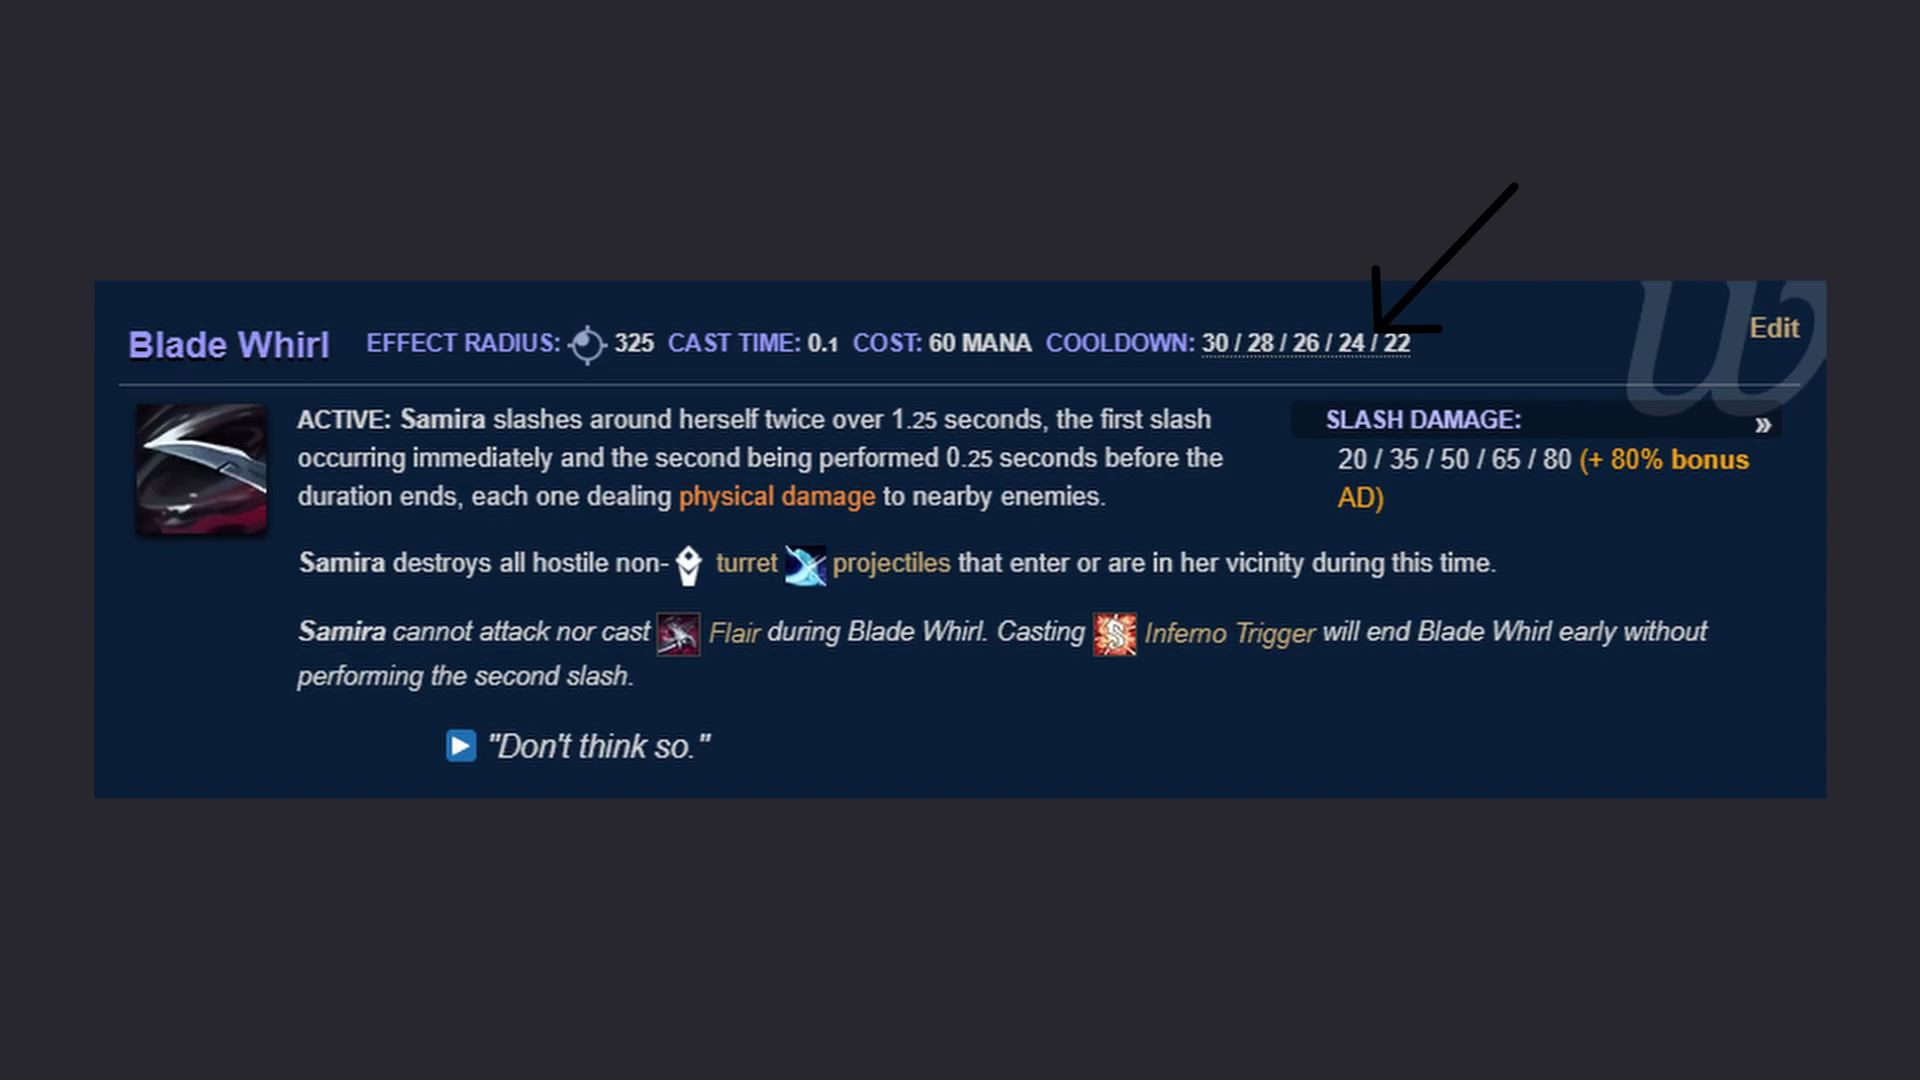 Blade Whirl EFFECT RADIUS: 325 CAST TIME: 0.1 COST: 60 MANA COOLDOWN: 30 / 28 / 26 / 24 / 22
W
Edit
ACTIVE: Samira slashes around herself twice over 1.25 seconds, the first slash
occurring immediately and the second being performed 0.25 seconds before the
duration ends, each one dealing physical damage to nearby enemies.
SLASH DAMAGE: »
20 / 35 / 50 / 65 / 80 (+ 80% bonus
AD)
Samira destroys all hostile non- turret projectiles that enter or are in her vicinity during this time.
Samira cannot attack nor cast Flair during Blade Whirl. Casting Inferno Trigger will end Blade Whirl early without
performing the second slash.
"Don't think so."